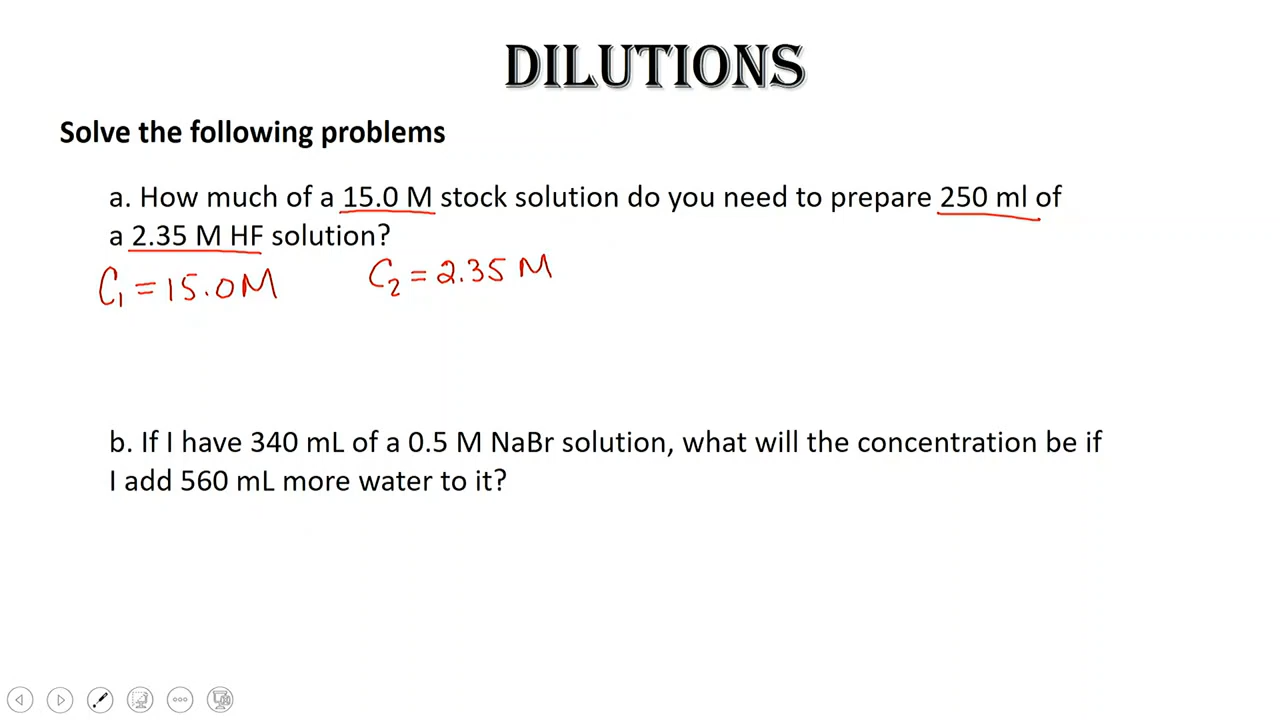 DILUTIONS
Solve the following problems
a. How much of a 15.0 M stock solution do you need to prepare 250 ml of
a 2.35 M HF solution?
C₁ = 15.0M C₂ = 2.35 M
b. If I have 340 mL of a 0.5 M NaBr solution, what will the concentration be if
I add 560 mL more water to it?